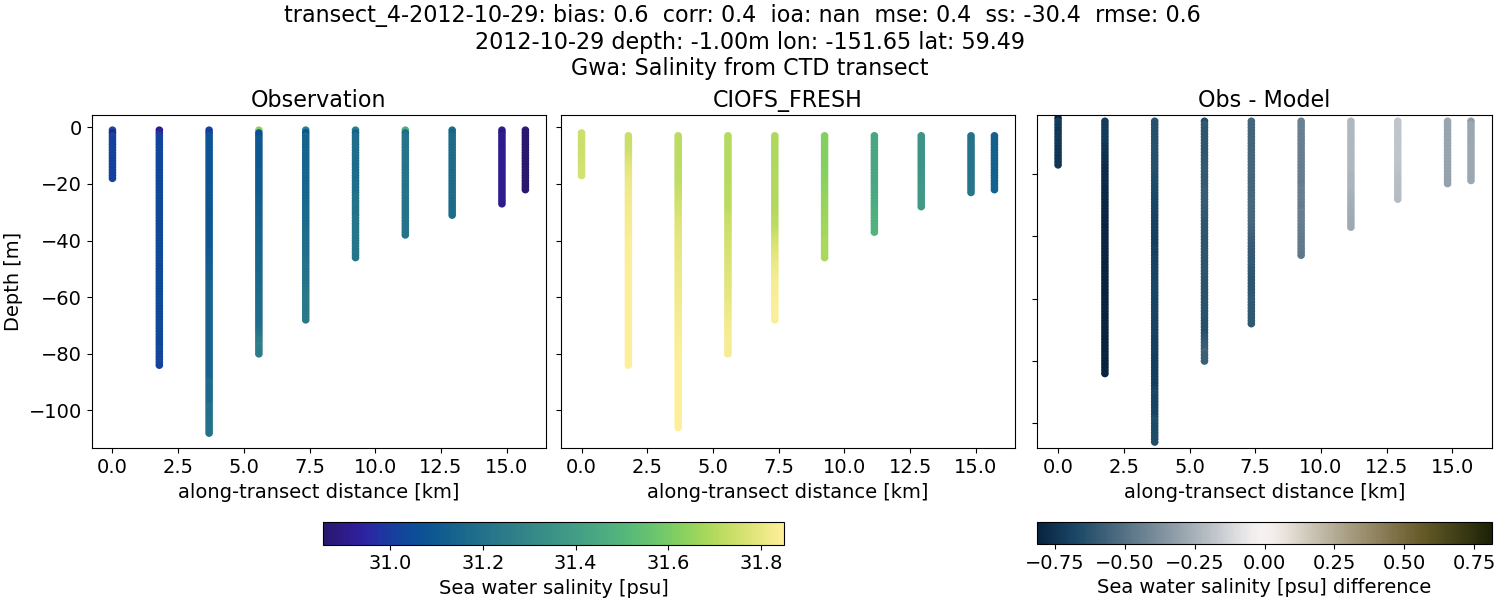 transect_4-2012-10-29: bias: 0.6  corr: 0.4  ioa: nan  mse: 0.4  ss: -30.4  rmse: 0.6
2012-10-29 depth: -1.00m lon: -151.65 lat: 59.49
Gwa: Salinity from CTD transect
Observation
CIOFS_FRESH
Obs - Model
Depth [m]
0
−20
−40
−60
−80
−100
0.0 2.5 5.0 7.5 10.0 12.5 15.0
0.0 2.5 5.0 7.5 10.0 12.5 15.0
0.0 2.5 5.0 7.5 10.0 12.5 15.0
along-transect distance [km]
along-transect distance [km]
along-transect distance [km]
31.0 31.2 31.4 31.6 31.8
Sea water salinity [psu]
−0.75 −0.50 −0.25 0.00 0.25 0.50 0.75
Sea water salinity [psu] difference